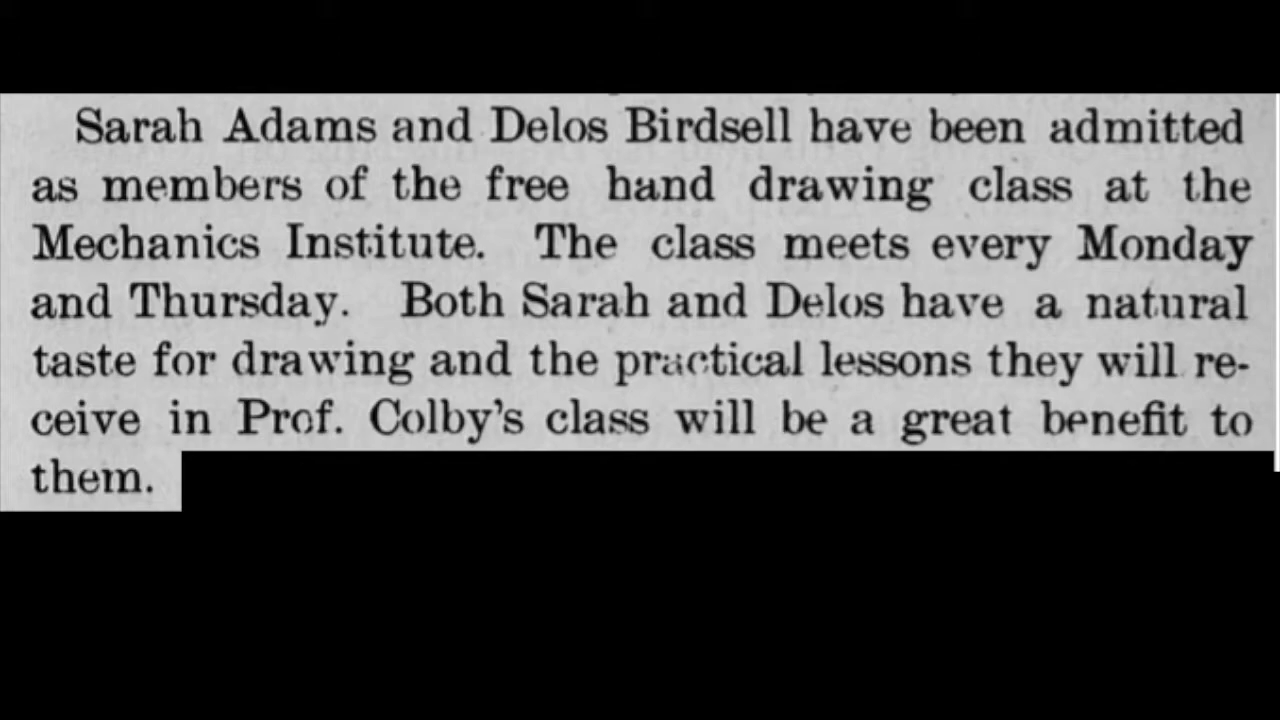 Sarah Adams and Delos Birdsell have been admitted
as members of the free hand drawing class at the
Mechanics Institute. The class meets every Monday
and Thursday. Both Sarah and Delos have a natural
taste for drawing and the practical lessons they will re-
ceive in Prof. Colby's class will be a great benefit to
them.